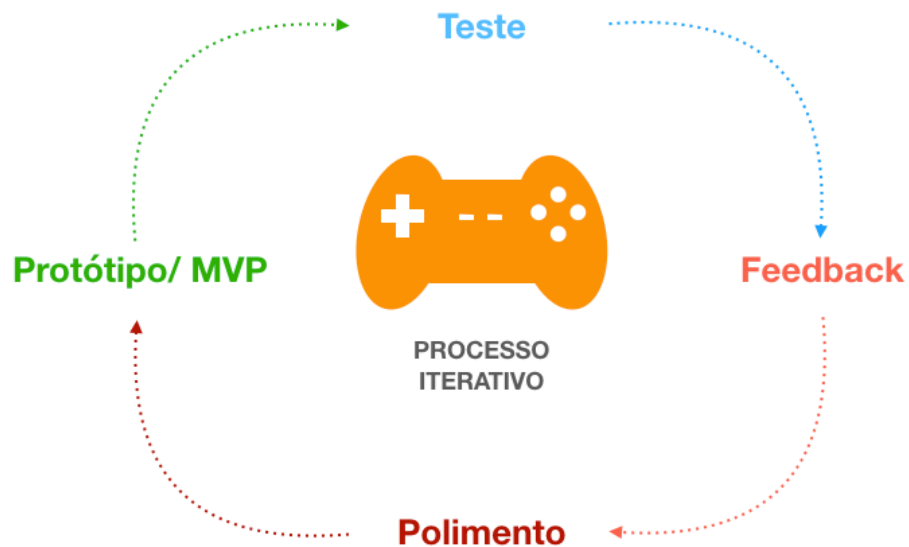 Teste
Protótipo/ MVP
Feedback
PROCESSO
ITERATIVO
Polimento